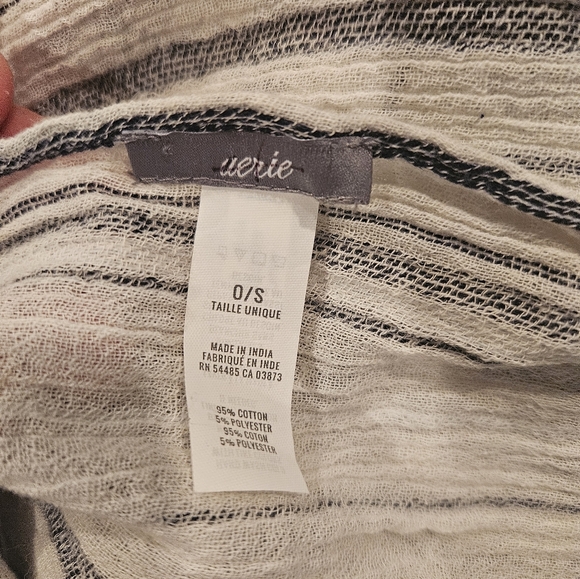 aerie
O/S
TAILLE UNIQUE
MADE IN INDIA
FABRIQUÉ EN INDE
RN 54485 CA 03873
95% COTTON
5% POLYESTER
95% COTON
5% POLYESTER